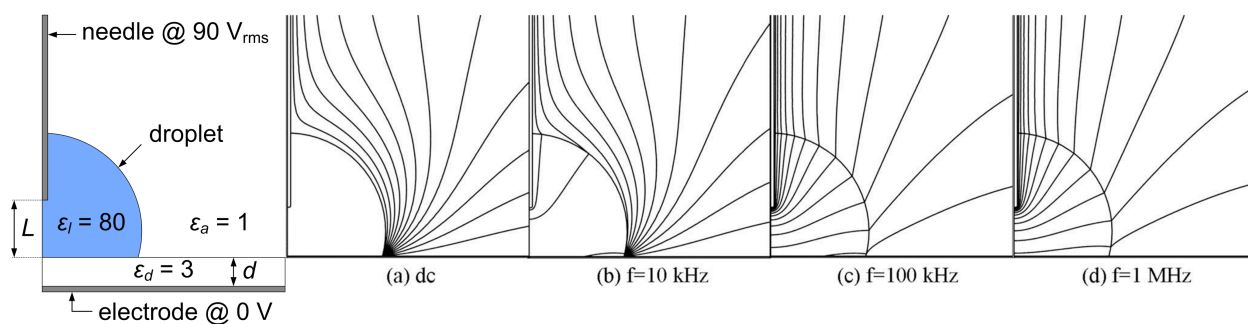 needle @ 90 Vrms
droplet
L
εl = 80
εa = 1
εd = 3
d
electrode @ 0 V
(a) dc
(b) f=10 kHz
(c) f=100 kHz
(d) f=1 MHz